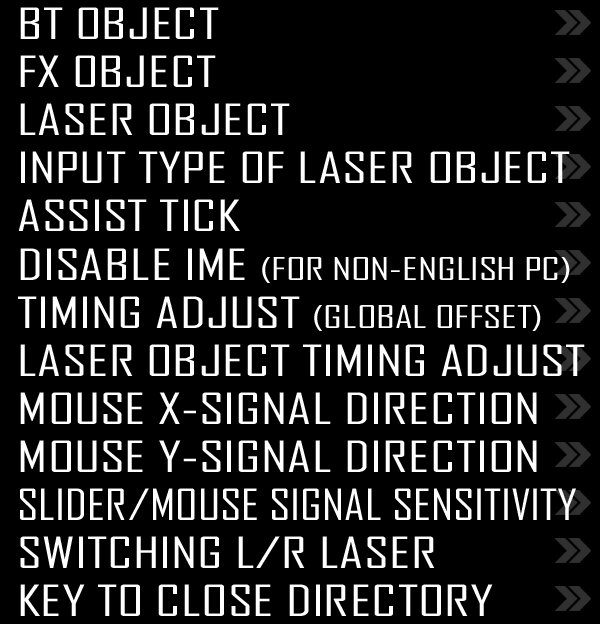 BT OBJECT
FX OBJECT
LASER OBJECT
INPUT TYPE OF LASER OBJECT
ASSIST TICK
DISABLE IME (FOR NON-ENGLISH PC)
TIMING ADJUST (GLOBAL OFFSET)
LASER OBJECT TIMING ADJUST
MOUSE X-SIGNAL DIRECTION
MOUSE Y-SIGNAL DIRECTION
SLIDER/MOUSE SIGNAL SENSITIVITY
SWITCHING L/R LASER
KEY TO CLOSE DIRECTORY